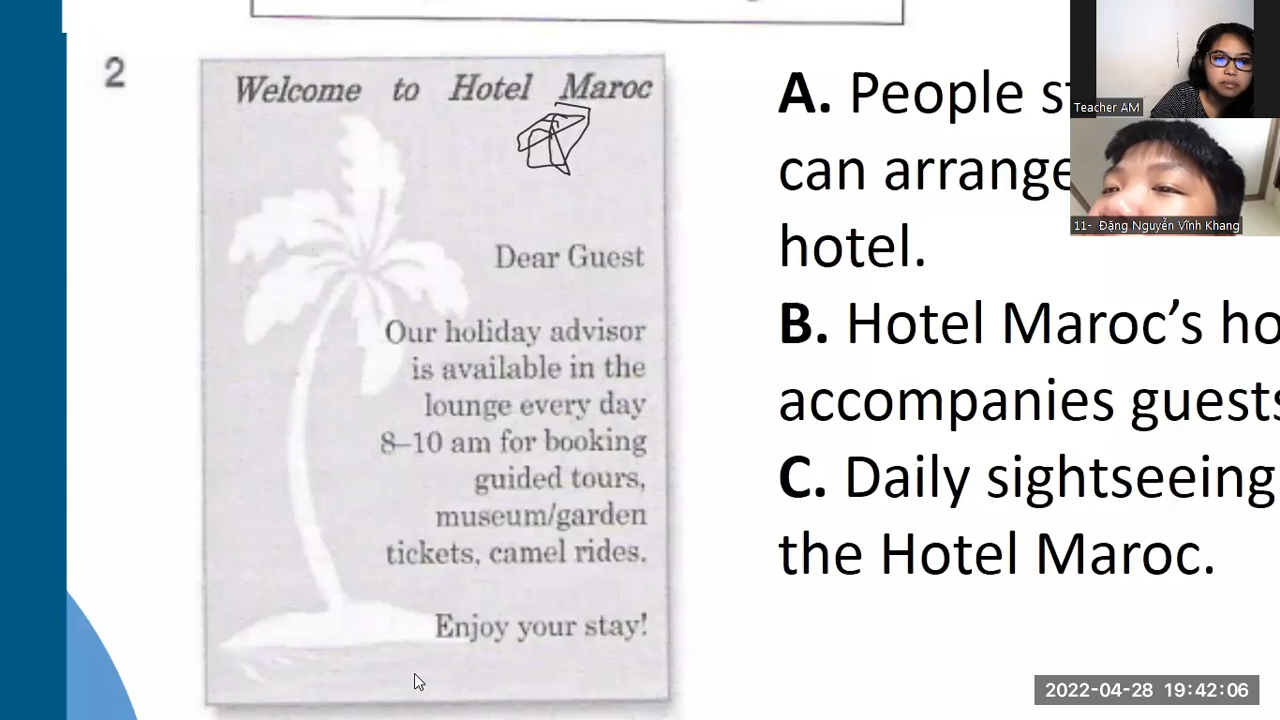 2
Welcome to Hotel Maroc
Dear Guest
Our holiday advisor
is available in the
lounge every day
8–10 am for booking
guided tours,
museum/garden
tickets, camel rides.
Enjoy your stay!
A. People
can arrange
hotel.
B. Hotel Maroc's
accompanies guests
C. Daily sightseeing
the Hotel Maroc.
Teacher AM
11- Đặng Nguyễn Vĩnh Khang
2022-04-28 19:42:06